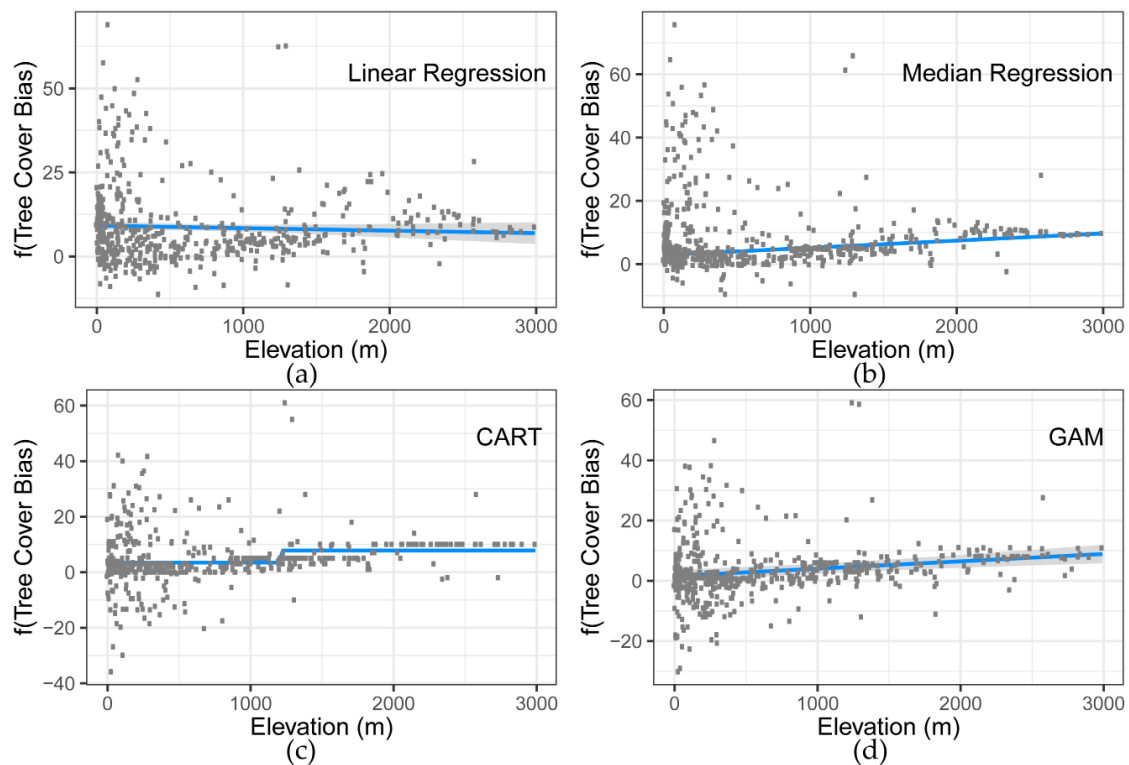 f(Tree Cover Bias)
50
25
0
Linear Regression
0 1000 2000 3000
Elevation (m)
(a)
f(Tree Cover Bias)
60
40
20
0
Median Regression
0 1000 2000 3000
Elevation (m)
(b)
f(Tree Cover Bias)
60
40
20
0
−20
−40
CART
0 1000 2000 3000
Elevation (m)
(c)
f(Tree Cover Bias)
60
40
20
0
−20
GAM
0 1000 2000 3000
Elevation (m)
(d)